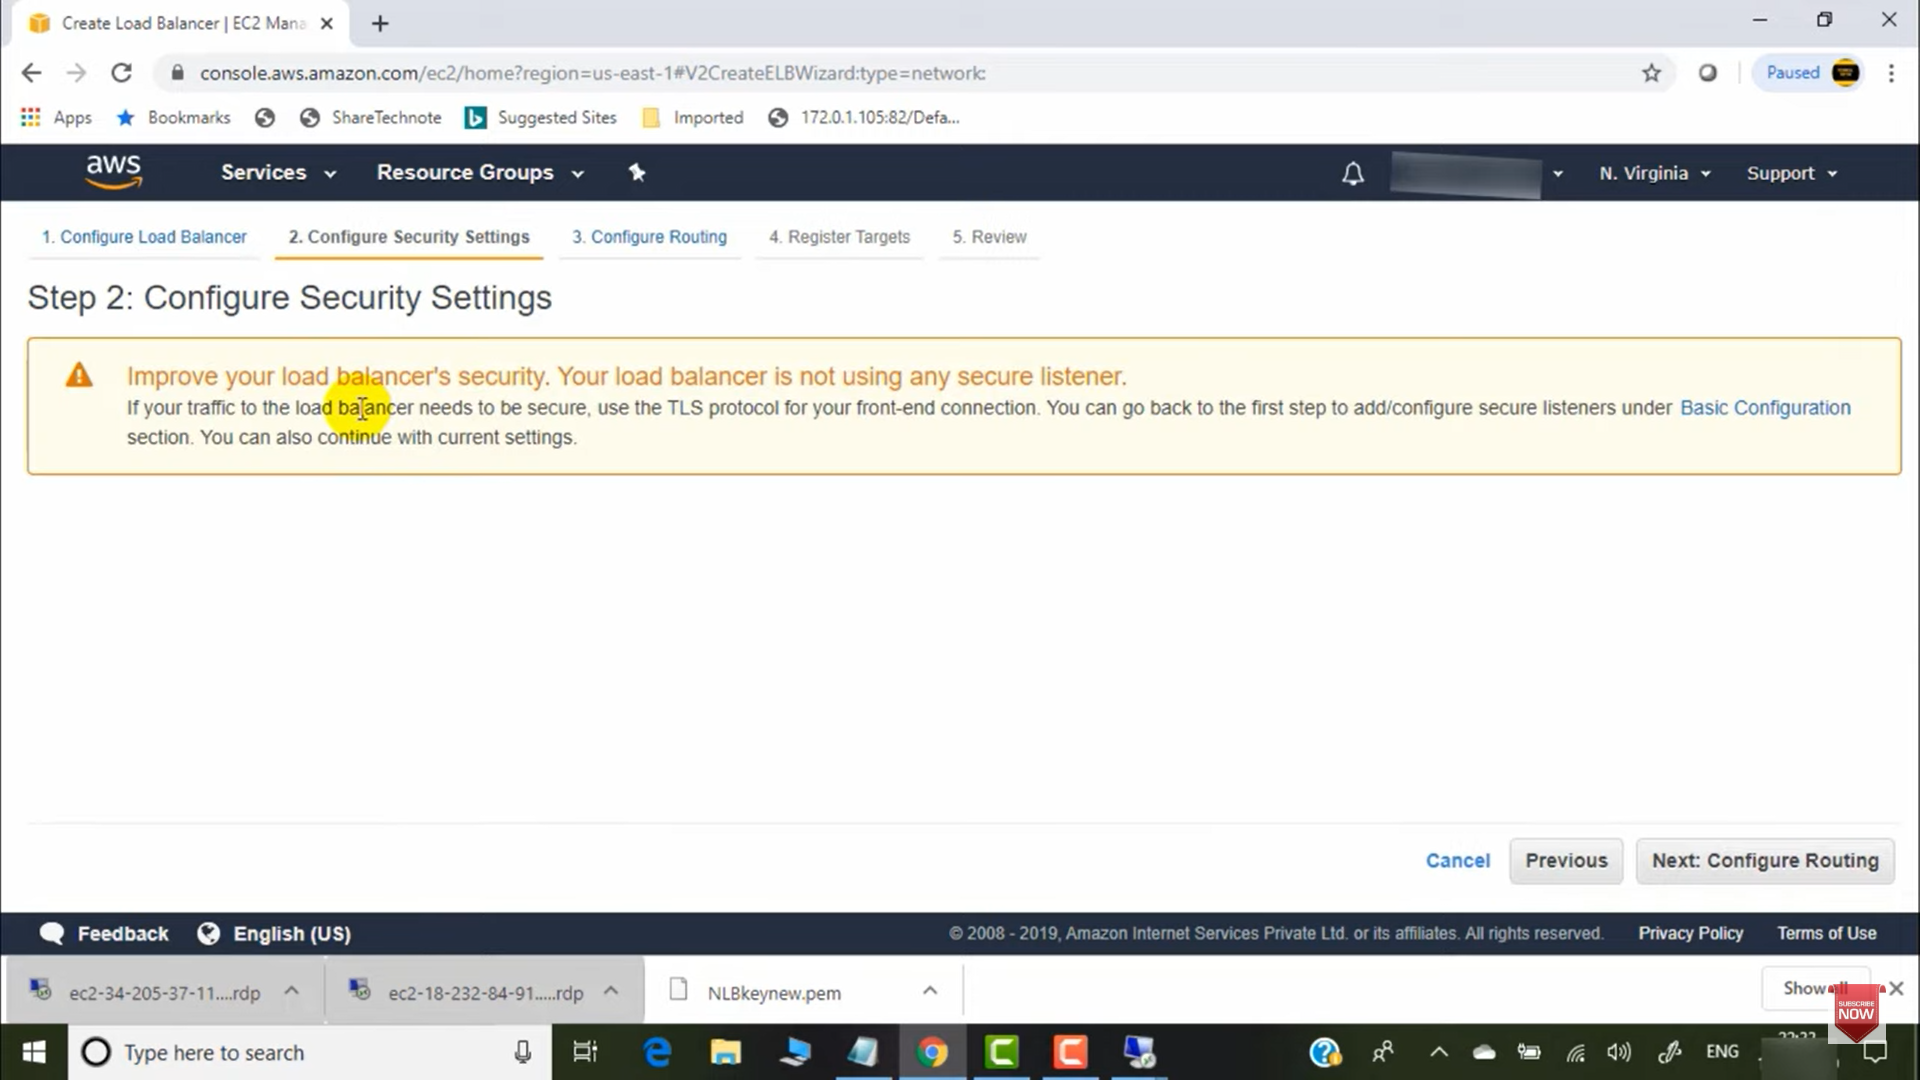 Create Load Balancer | EC2 Mana
console.aws.amazon.com/ec2/home?region=us-east-1#V2CreateELBWizard:type=network:
Paused
Apps
Bookmarks
ShareTechnote
Suggested Sites
Imported
172.0.1.105:82/Defa...
aws
Services
Resource Groups
N. Virginia
Support
1. Configure Load Balancer
2. Configure Security Settings
3. Configure Routing
4. Register Targets
5. Review
Step 2: Configure Security Settings
Improve your load balancer's security. Your load balancer is not using any secure listener.
If your traffic to the load balancer needs to be secure, use the TLS protocol for your front-end connection. You can go back to the first step to add/configure secure listeners under Basic Configuration
section. You can also continue with current settings.
Cancel
Previous
Next: Configure Routing
Feedback
English (US)
© 2008 - 2019, Amazon Internet Services Private Ltd. or its affiliates. All rights reserved.
Privacy Policy
Terms of Use
ec2-34-205-37-11....rdp
ec2-18-232-84-91.....rdp
NLBkeynew.pem
Show
SUBSCRIBE
NOW
Type here to search
ENG